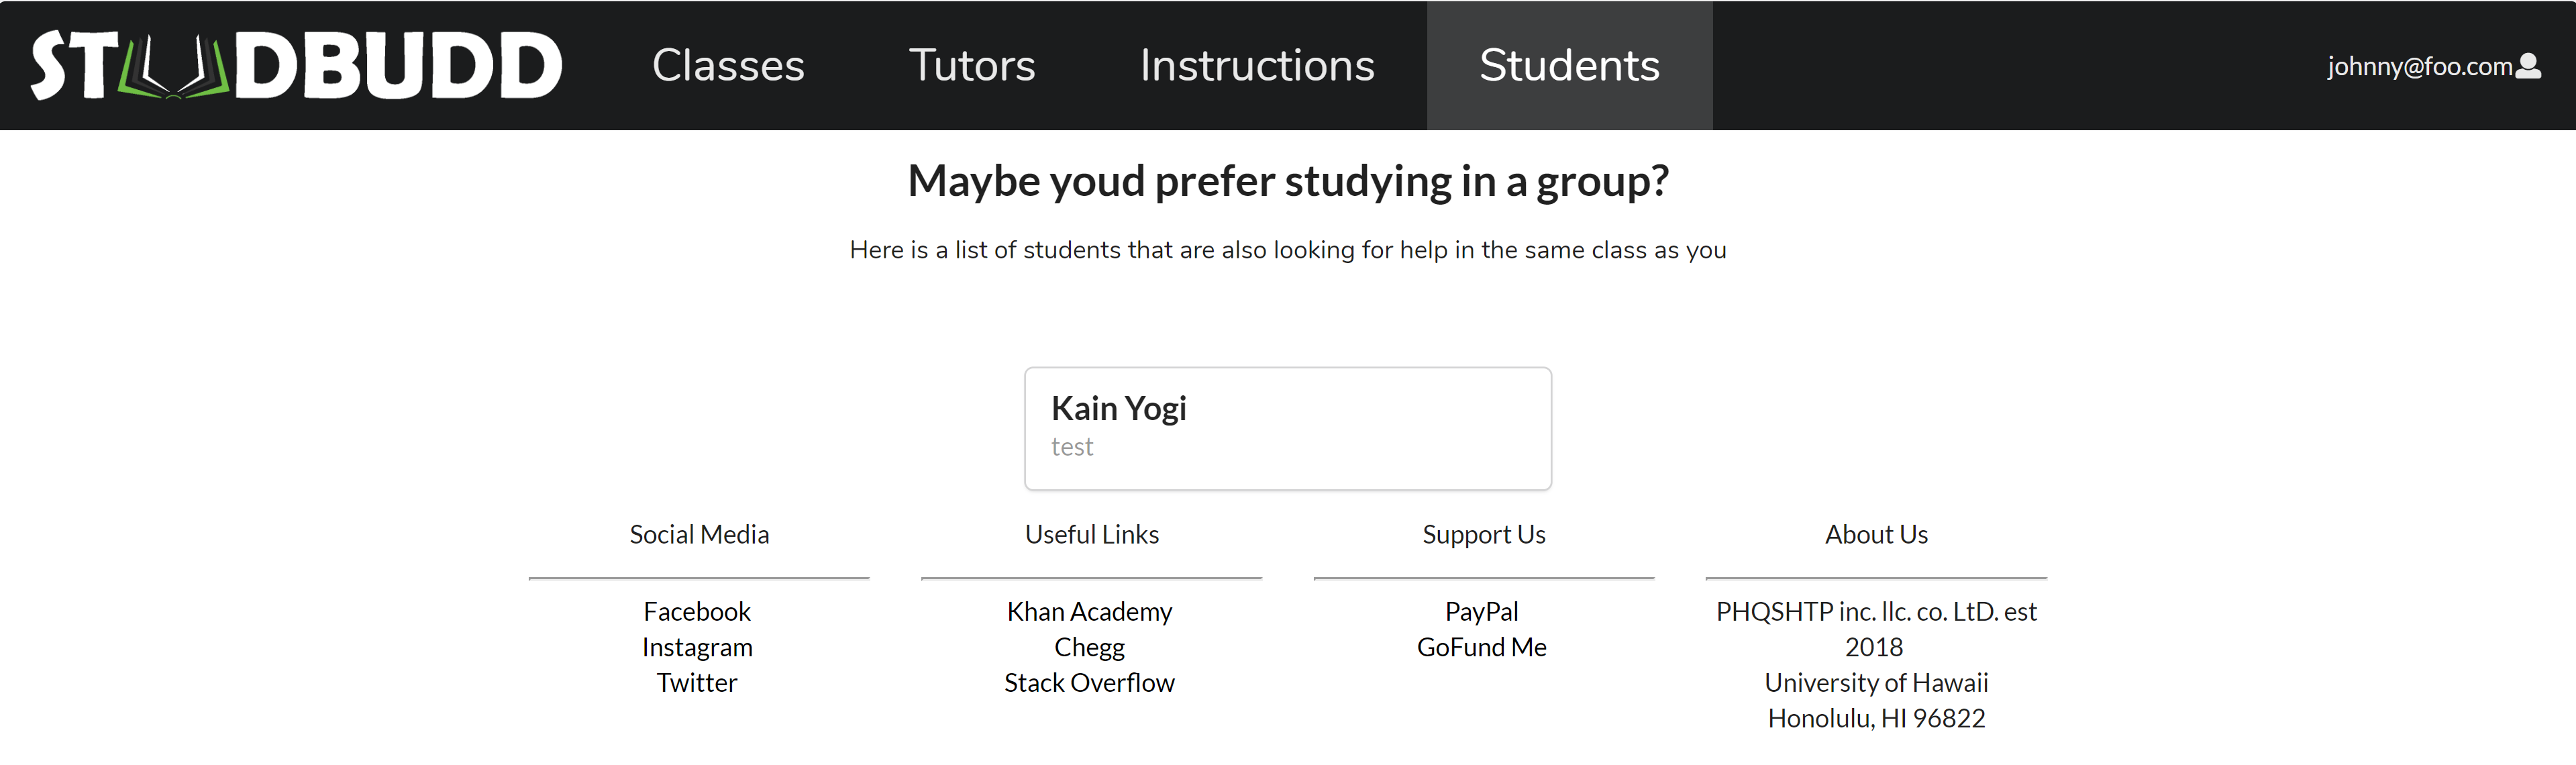 STUDBUDD Classes Tutors Instructions Students johnny@foo.com
Maybe youd prefer studying in a group?
Here is a list of students that are also looking for help in the same class as you
Kain Yogi
test
Social Media
Facebook
Instagram
Twitter
Useful Links
Khan Academy
Chegg
Stack Overflow
Support Us
PayPal
GoFund Me
About Us
PHQSHTP inc. llc. co. LtD. est
2018
University of Hawaii
Honolulu, HI 96822